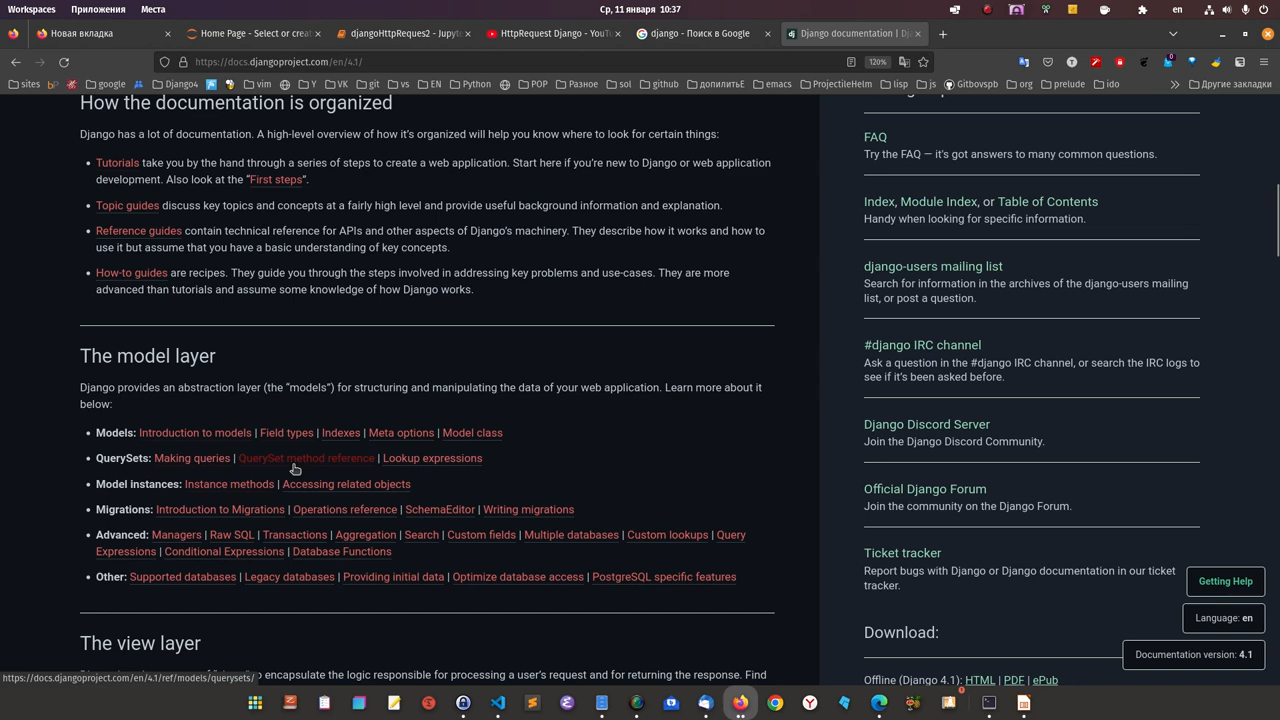 Workspaces Приложения Места Ср, 11 января 10:37 en
Новая вкладка
Home Page - Select or creat
djangoHttpReques2 - Jupyte
HttpRequest Django - YouTu
django - Поиск в Google
Django documentation | Dj
https://docs.djangoproject.com/en/4.1/ 120%
sites google Django4 vim Y VK git vs EN Python POP Разное sol github допилитьЕ emacs ProjectileHelm lisp js Gitbovspb org prelude ido Другие закладки
How the documentation is organized
Django has a lot of documentation. A high-level overview of how it's organized will help you know where to look for certain things:
Tutorials take you by the hand through a series of steps to create a web application. Start here if you're new to Django or web application
development. Also look at the “First steps”.
Topic guides discuss key topics and concepts at a fairly high level and provide useful background information and explanation.
Reference guides contain technical reference for APIs and other aspects of Django's machinery. They describe how it works and how to
use it but assume that you have a basic understanding of key concepts.
How-to guides are recipes. They guide you through the steps involved in addressing key problems and use-cases. They are more
advanced than tutorials and assume some knowledge of how Django works.
The model layer
Django provides an abstraction layer (the “models”) for structuring and manipulating the data of your web application. Learn more about it
below:
Models: Introduction to models | Field types | Indexes | Meta options | Model class
QuerySets: Making queries | QuerySet method reference | Lookup expressions
Model instances: Instance methods | Accessing related objects
Migrations: Introduction to Migrations | Operations reference | SchemaEditor | Writing migrations
Advanced: Managers | Raw SQL | Transactions | Aggregation | Search | Custom fields | Multiple databases | Custom lookups | Query
Expressions | Conditional Expressions | Database Functions
Other: Supported databases | Legacy databases | Providing initial data | Optimize database access | PostgreSQL specific features
The view layer
encapsulate the logic responsible for processing a user's request and for returning the response. Find
https://docs.djangoproject.com/en/4.1/ref/models/querysets/
FAQ
Try the FAQ — it's got answers to many common questions.
Index, Module Index, or Table of Contents
Handy when looking for specific information.
django-users mailing list
Search for information in the archives of the django-users mailing
list, or post a question.
#django IRC channel
Ask a question in the #django IRC channel, or search the IRC logs to
see if it's been asked before.
Django Discord Server
Join the Django Discord Community.
Official Django Forum
Join the community on the Django Forum.
Ticket tracker
Report bugs with Django or Django documentation in our ticket
tracker.
Getting Help
Language: en
Download:
Documentation version: 4.1
Offline (Django 4.1): HTML | PDF | ePub